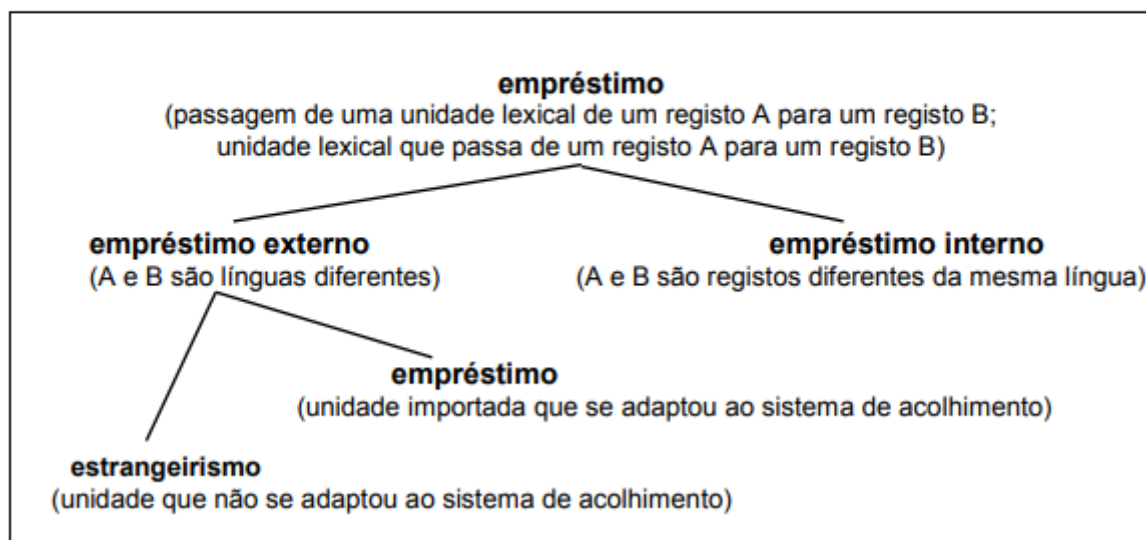 empréstimo
(passagem de uma unidade lexical de um registo A para um registo B;
unidade lexical que passa de um registo A para um registo B)
empréstimo externo
(A e B são línguas diferentes)
empréstimo interno
(A e B são registos diferentes da mesma língua)
empréstimo
(unidade importada que se adaptou ao sistema de acolhimento)
estrangeirismo
(unidade que não se adaptou ao sistema de acolhimento)